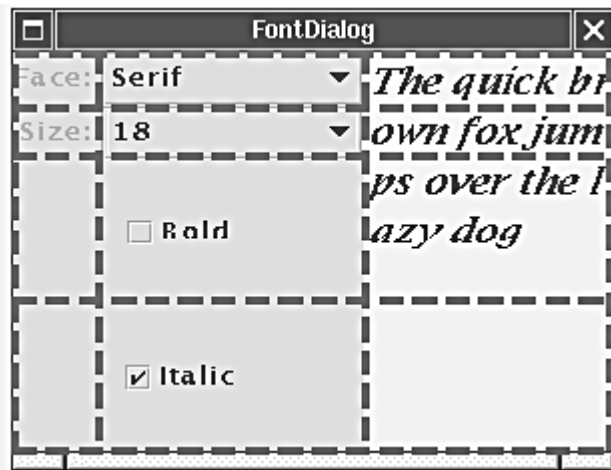 FontDialog
Face: Serif
Size: 18
Bold
Italic
The quick br
own fox jum
ps over the l
azy dog